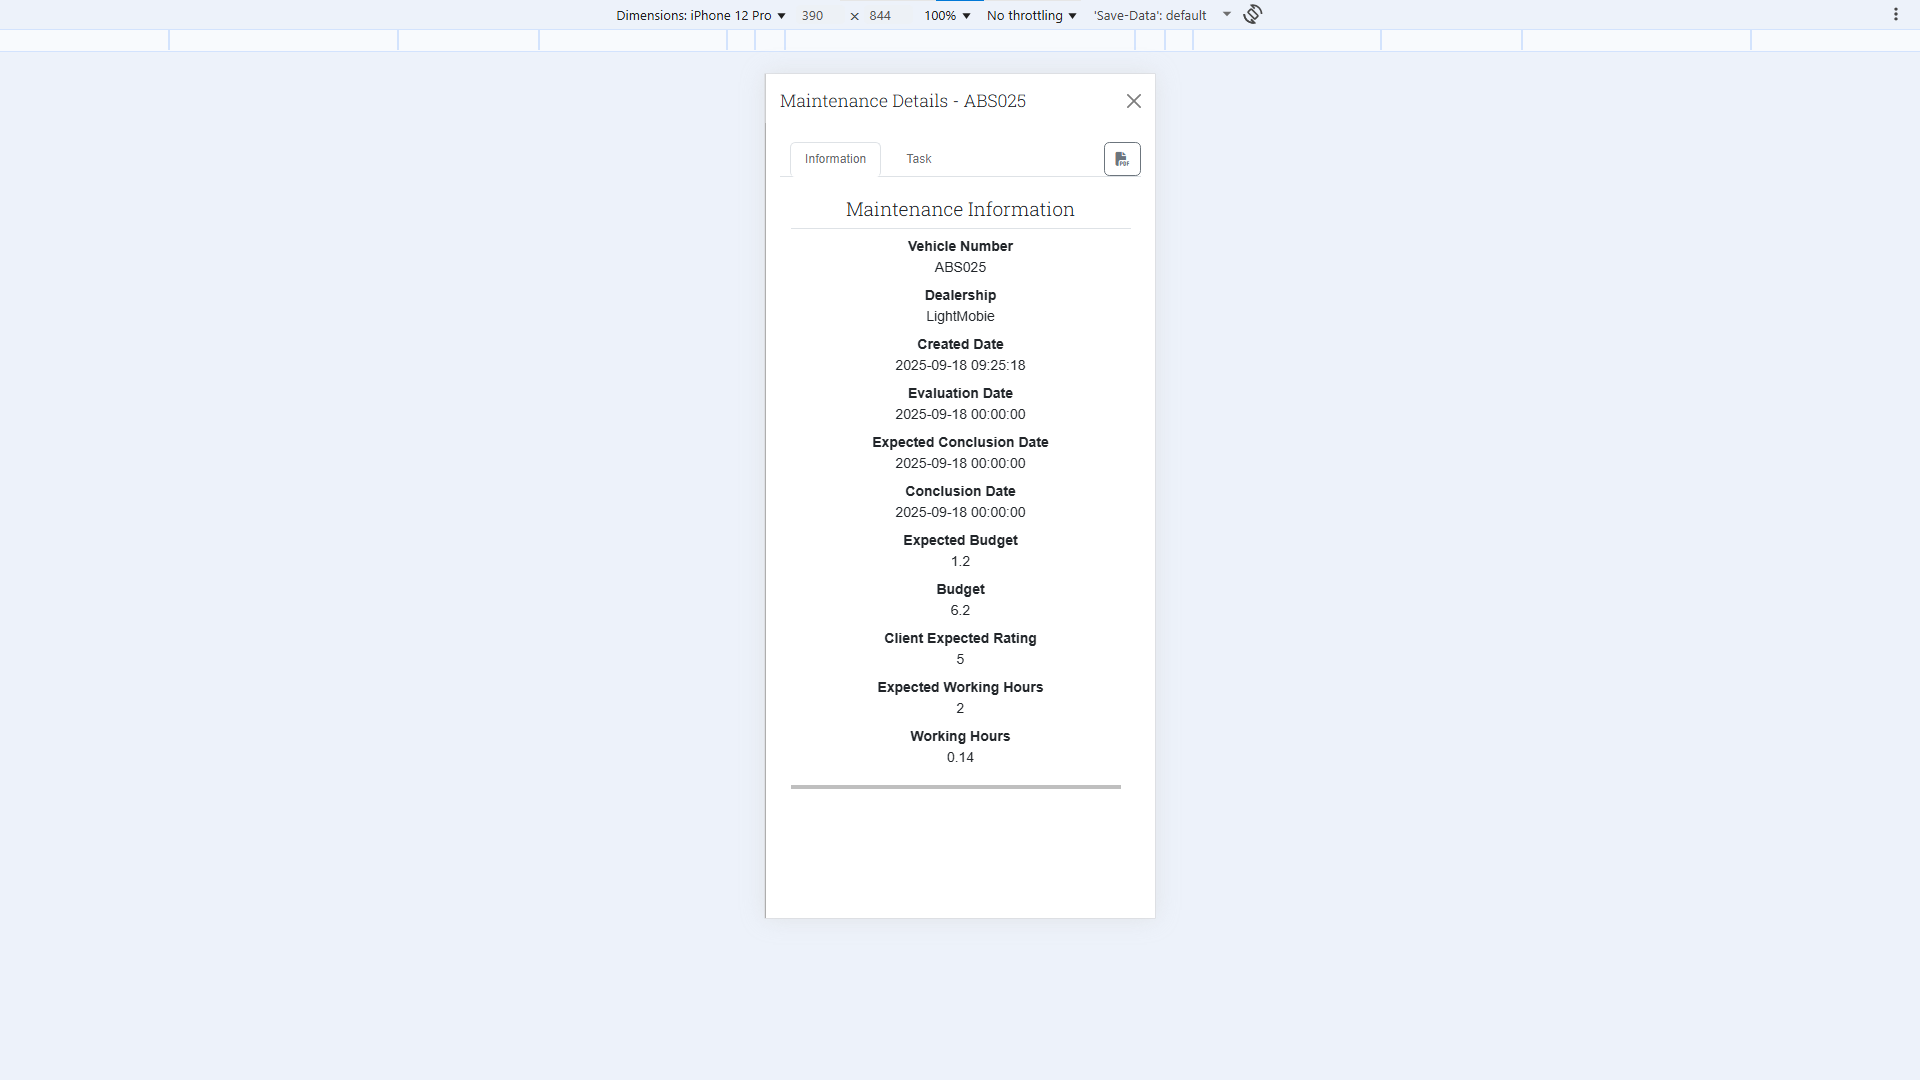 Dimensions: iPhone 12 Pro 390 × 844 100% No throttling 'Save-Data': default
Maintenance Details - ABS025
Information Task PDF
Maintenance Information
Vehicle Number
ABS025
Dealership
LightMobie
Created Date
2025-09-18 09:25:18
Evaluation Date
2025-09-18 00:00:00
Expected Conclusion Date
2025-09-18 00:00:00
Conclusion Date
2025-09-18 00:00:00
Expected Budget
1.2
Budget
6.2
Client Expected Rating
5
Expected Working Hours
2
Working Hours
0.14